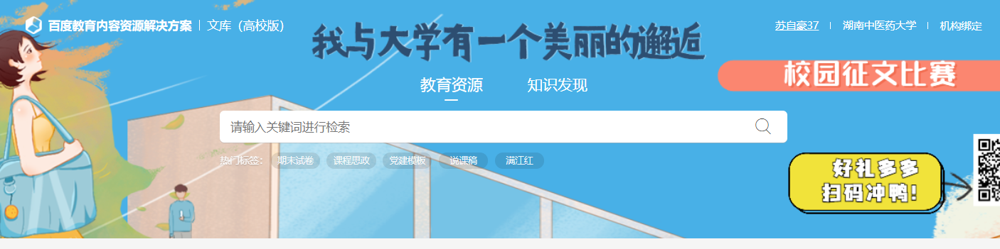 百度教育内容资源解决方案 | 文库（高校版）
苏自豪37 | 湖南中医药大学 | 机构绑定
我与大学有一个美丽的邂逅
校园征文比赛
教育资源 知识发现
请输入关键词进行检索
热门标签： 期末试卷 课程思政 党建模板 说课稿 满江红
好礼多多
扫码冲鸭!